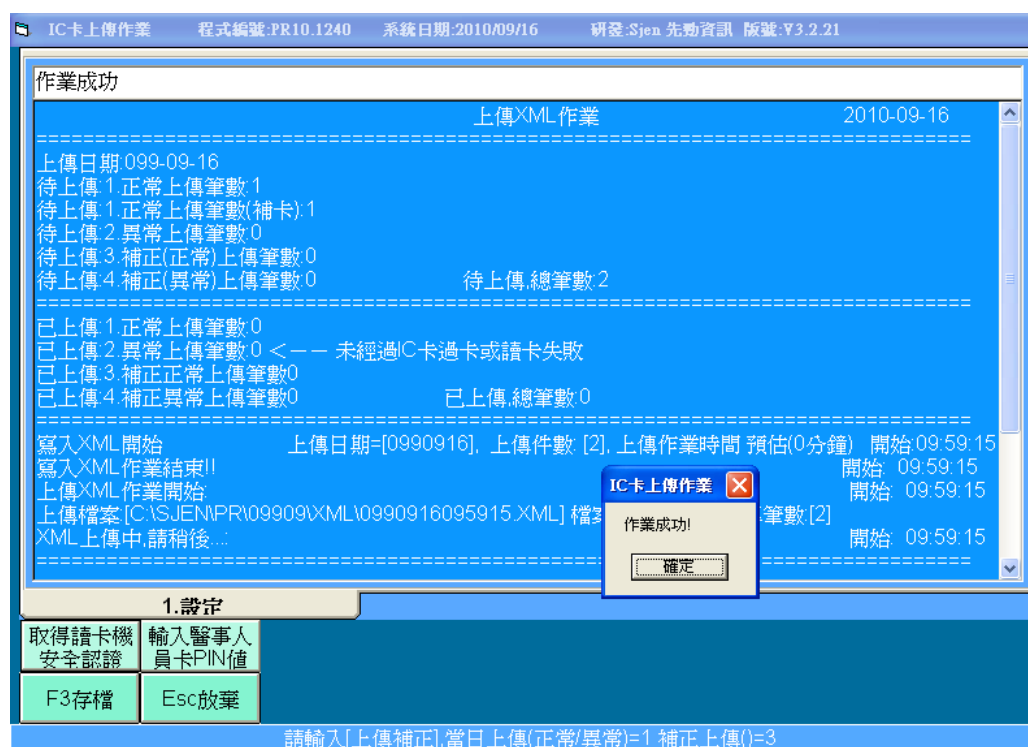 IC卡上傳作業 程式編號:PR10.1240 系統日期:2010/09/16 研發:Sjen 先勁資訊 版號:V3.2.21
作業成功
上傳XML作業 2010-09-16
================================================================================
上傳日期:099-09-16
待上傳:1.正常上傳筆數:1
待上傳:1.正常上傳筆數(補卡):1
待上傳:2.異常上傳筆數:0
待上傳:3.補正(正常)上傳筆數:0
待上傳:4.補正(異常)上傳筆數:0 待上傳,總筆數:2
================================================================================
已上傳:1.正常上傳筆數:0
已上傳:2.異常上傳筆數:0 <-- 未經過IC卡過卡或讀卡失敗
已上傳:3.補正正常上傳筆數0
已上傳:4.補正異常上傳筆數0 已上傳,總筆數:0
================================================================================
寫入XML開始 上傳日期=[0990916], 上傳件數: [2], 上傳作業時間 預估(0分鐘) 開始:09:59:15
寫入XML作業結束!! 開始: 09:59:15
上傳XML作業開始: 開始: 09:59:15
上傳檔案:[C:\SJEN\PR\09909\XML\0990916095915.XML] 檔案 筆數:[2]
XML上傳中,請稍後...: 開始: 09:59:15
================================================================================
IC卡上傳作業
作業成功!
確定
1.設定
取得讀卡機安全認證
輸入醫事人員卡PIN值
F3存檔 Esc放棄
請輸入[上傳補正],當日上傳(正常/異常)=1 補正上傳()=3